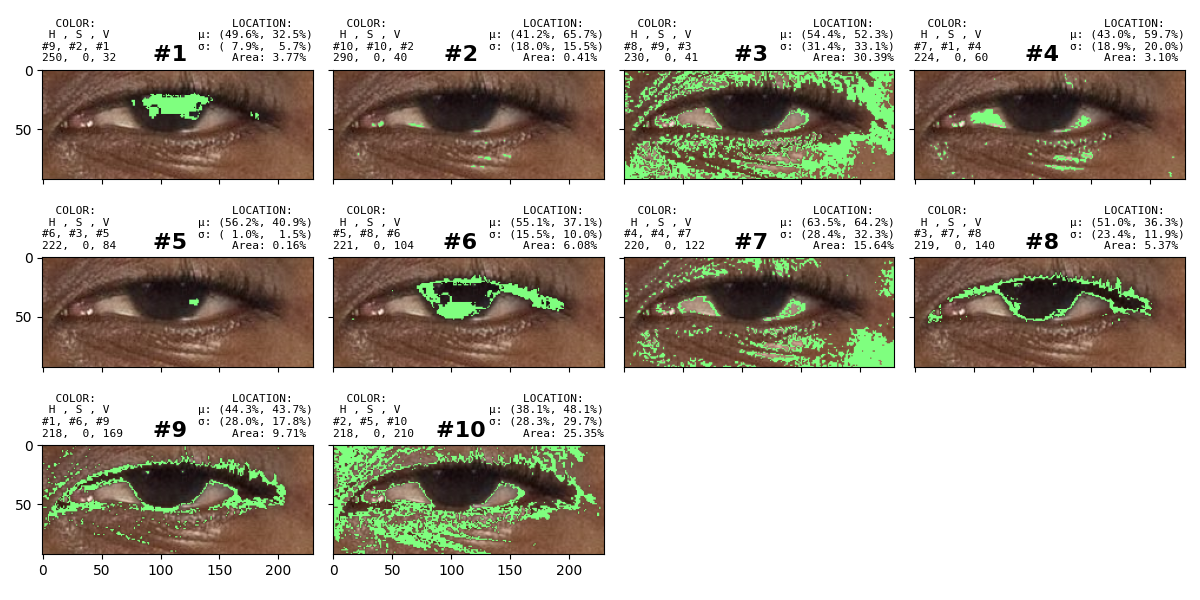 COLOR: LOCATION:
H , S , V μ: (49.6%, 32.5%)
#9, #2, #1 σ: ( 7.9%, 5.7%)
250, 0, 32 #1 Area: 3.77%
COLOR: LOCATION:
H , S , V μ: (41.2%, 65.7%)
#10, #10, #2 σ: (18.0%, 15.5%)
290, 0, 40 #2 Area: 0.41%
COLOR: LOCATION:
H , S , V μ: (54.4%, 52.3%)
#8, #9, #3 σ: (31.4%, 33.1%)
230, 0, 41 #3 Area: 30.39%
COLOR: LOCATION:
H , S , V μ: (43.0%, 59.7%)
#7, #1, #4 σ: (18.9%, 20.0%)
224, 0, 60 #4 Area: 3.10%
0
50
COLOR: LOCATION:
H , S , V μ: (56.2%, 40.9%)
#6, #3, #5 σ: ( 1.0%, 1.5%)
222, 0, 84 #5 Area: 0.16%
COLOR: LOCATION:
H , S , V μ: (55.1%, 37.1%)
#5, #8, #6 σ: (15.5%, 10.0%)
221, 0, 104 #6 Area: 6.08%
COLOR: LOCATION:
H , S , V μ: (63.5%, 64.2%)
#4, #4, #7 σ: (28.4%, 32.3%)
220, 0, 122 #7 Area: 15.64%
COLOR: LOCATION:
H , S , V μ: (51.0%, 36.3%)
#3, #7, #8 σ: (23.4%, 11.9%)
219, 0, 140 #8 Area: 5.37%
0
50
COLOR: LOCATION:
H , S , V μ: (44.3%, 43.7%)
#1, #6, #9 σ: (28.0%, 17.8%)
218, 0, 169 #9 Area: 9.71%
COLOR: LOCATION:
H , S , V μ: (38.1%, 48.1%)
#2, #5, #10 σ: (28.3%, 29.7%)
218, 0, 210 #10 Area: 25.35%
0
50
0 50 100 150 200
0 50 100 150 200